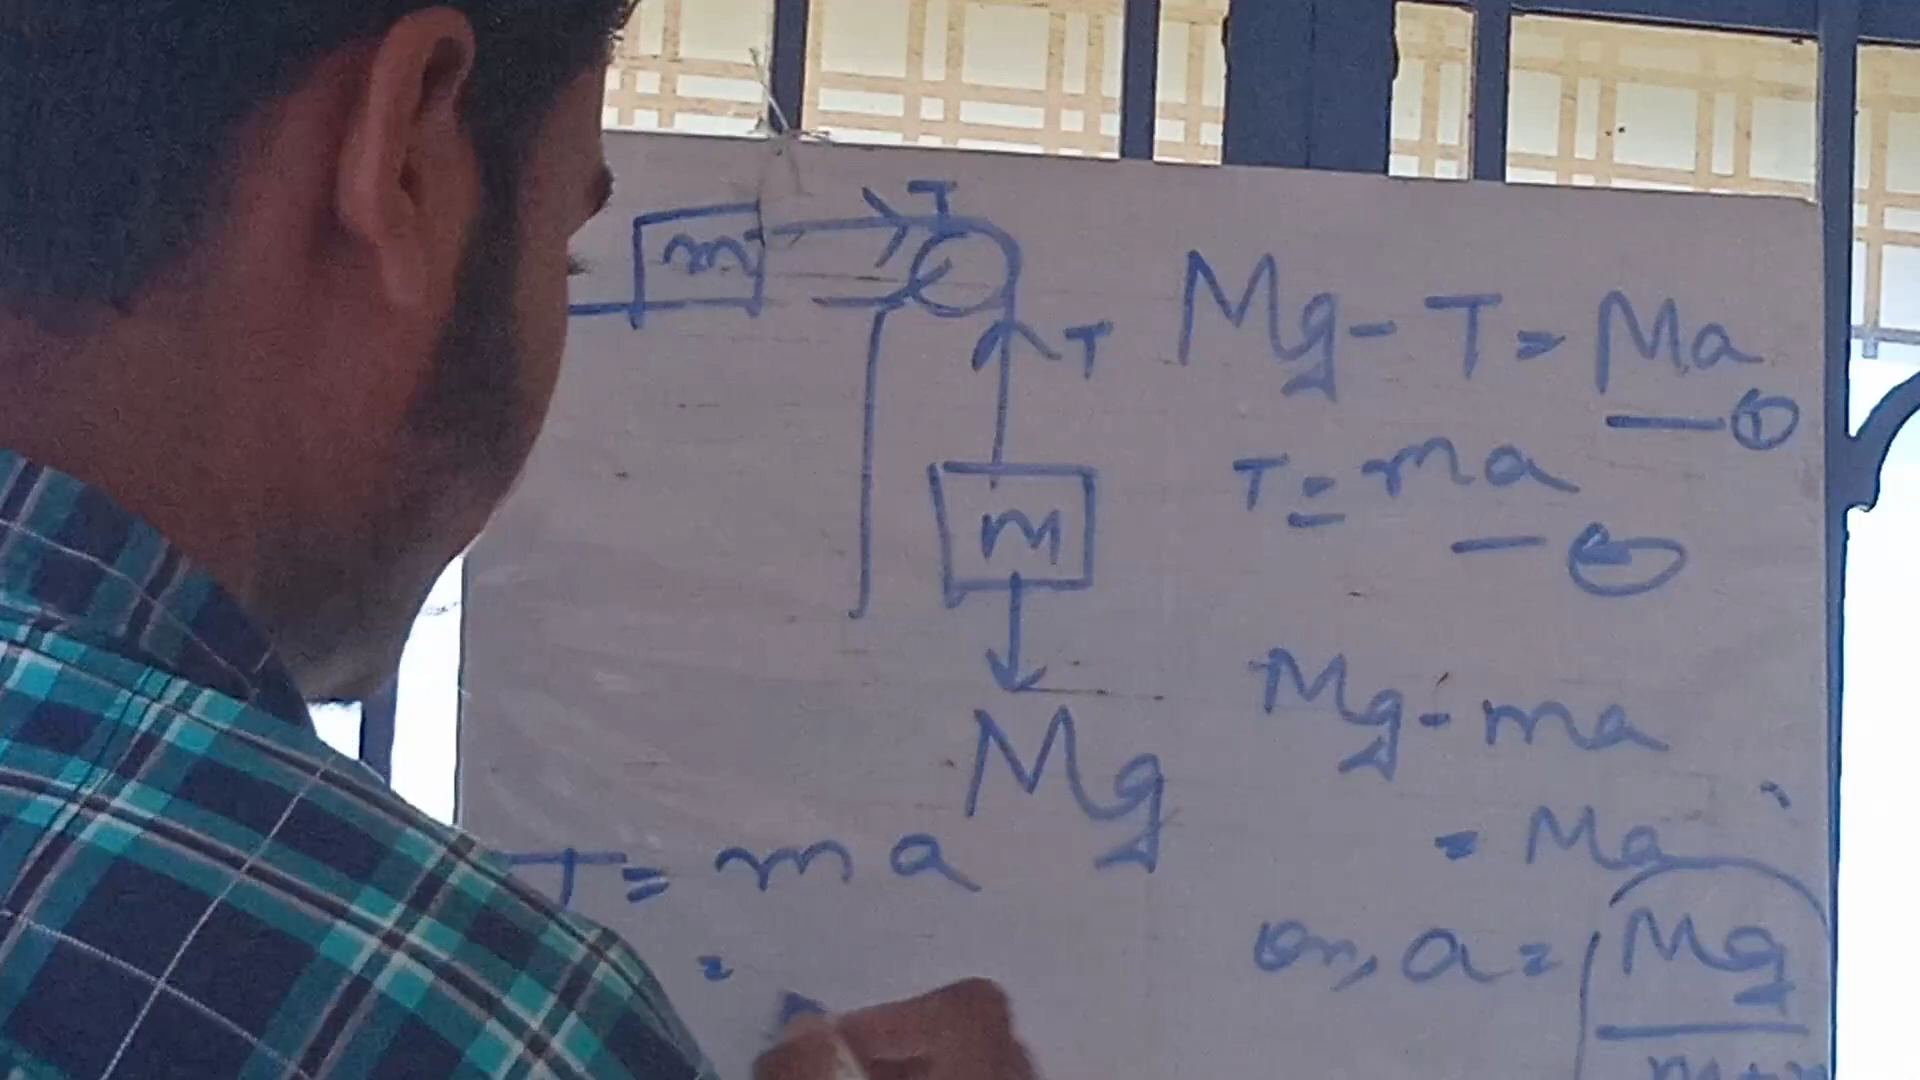 m
T
T
m
Mg
Mg - T = Ma
— ①
T = ma
— ②
Mg - ma
= Ma
or, a = Mg
T = ma
=